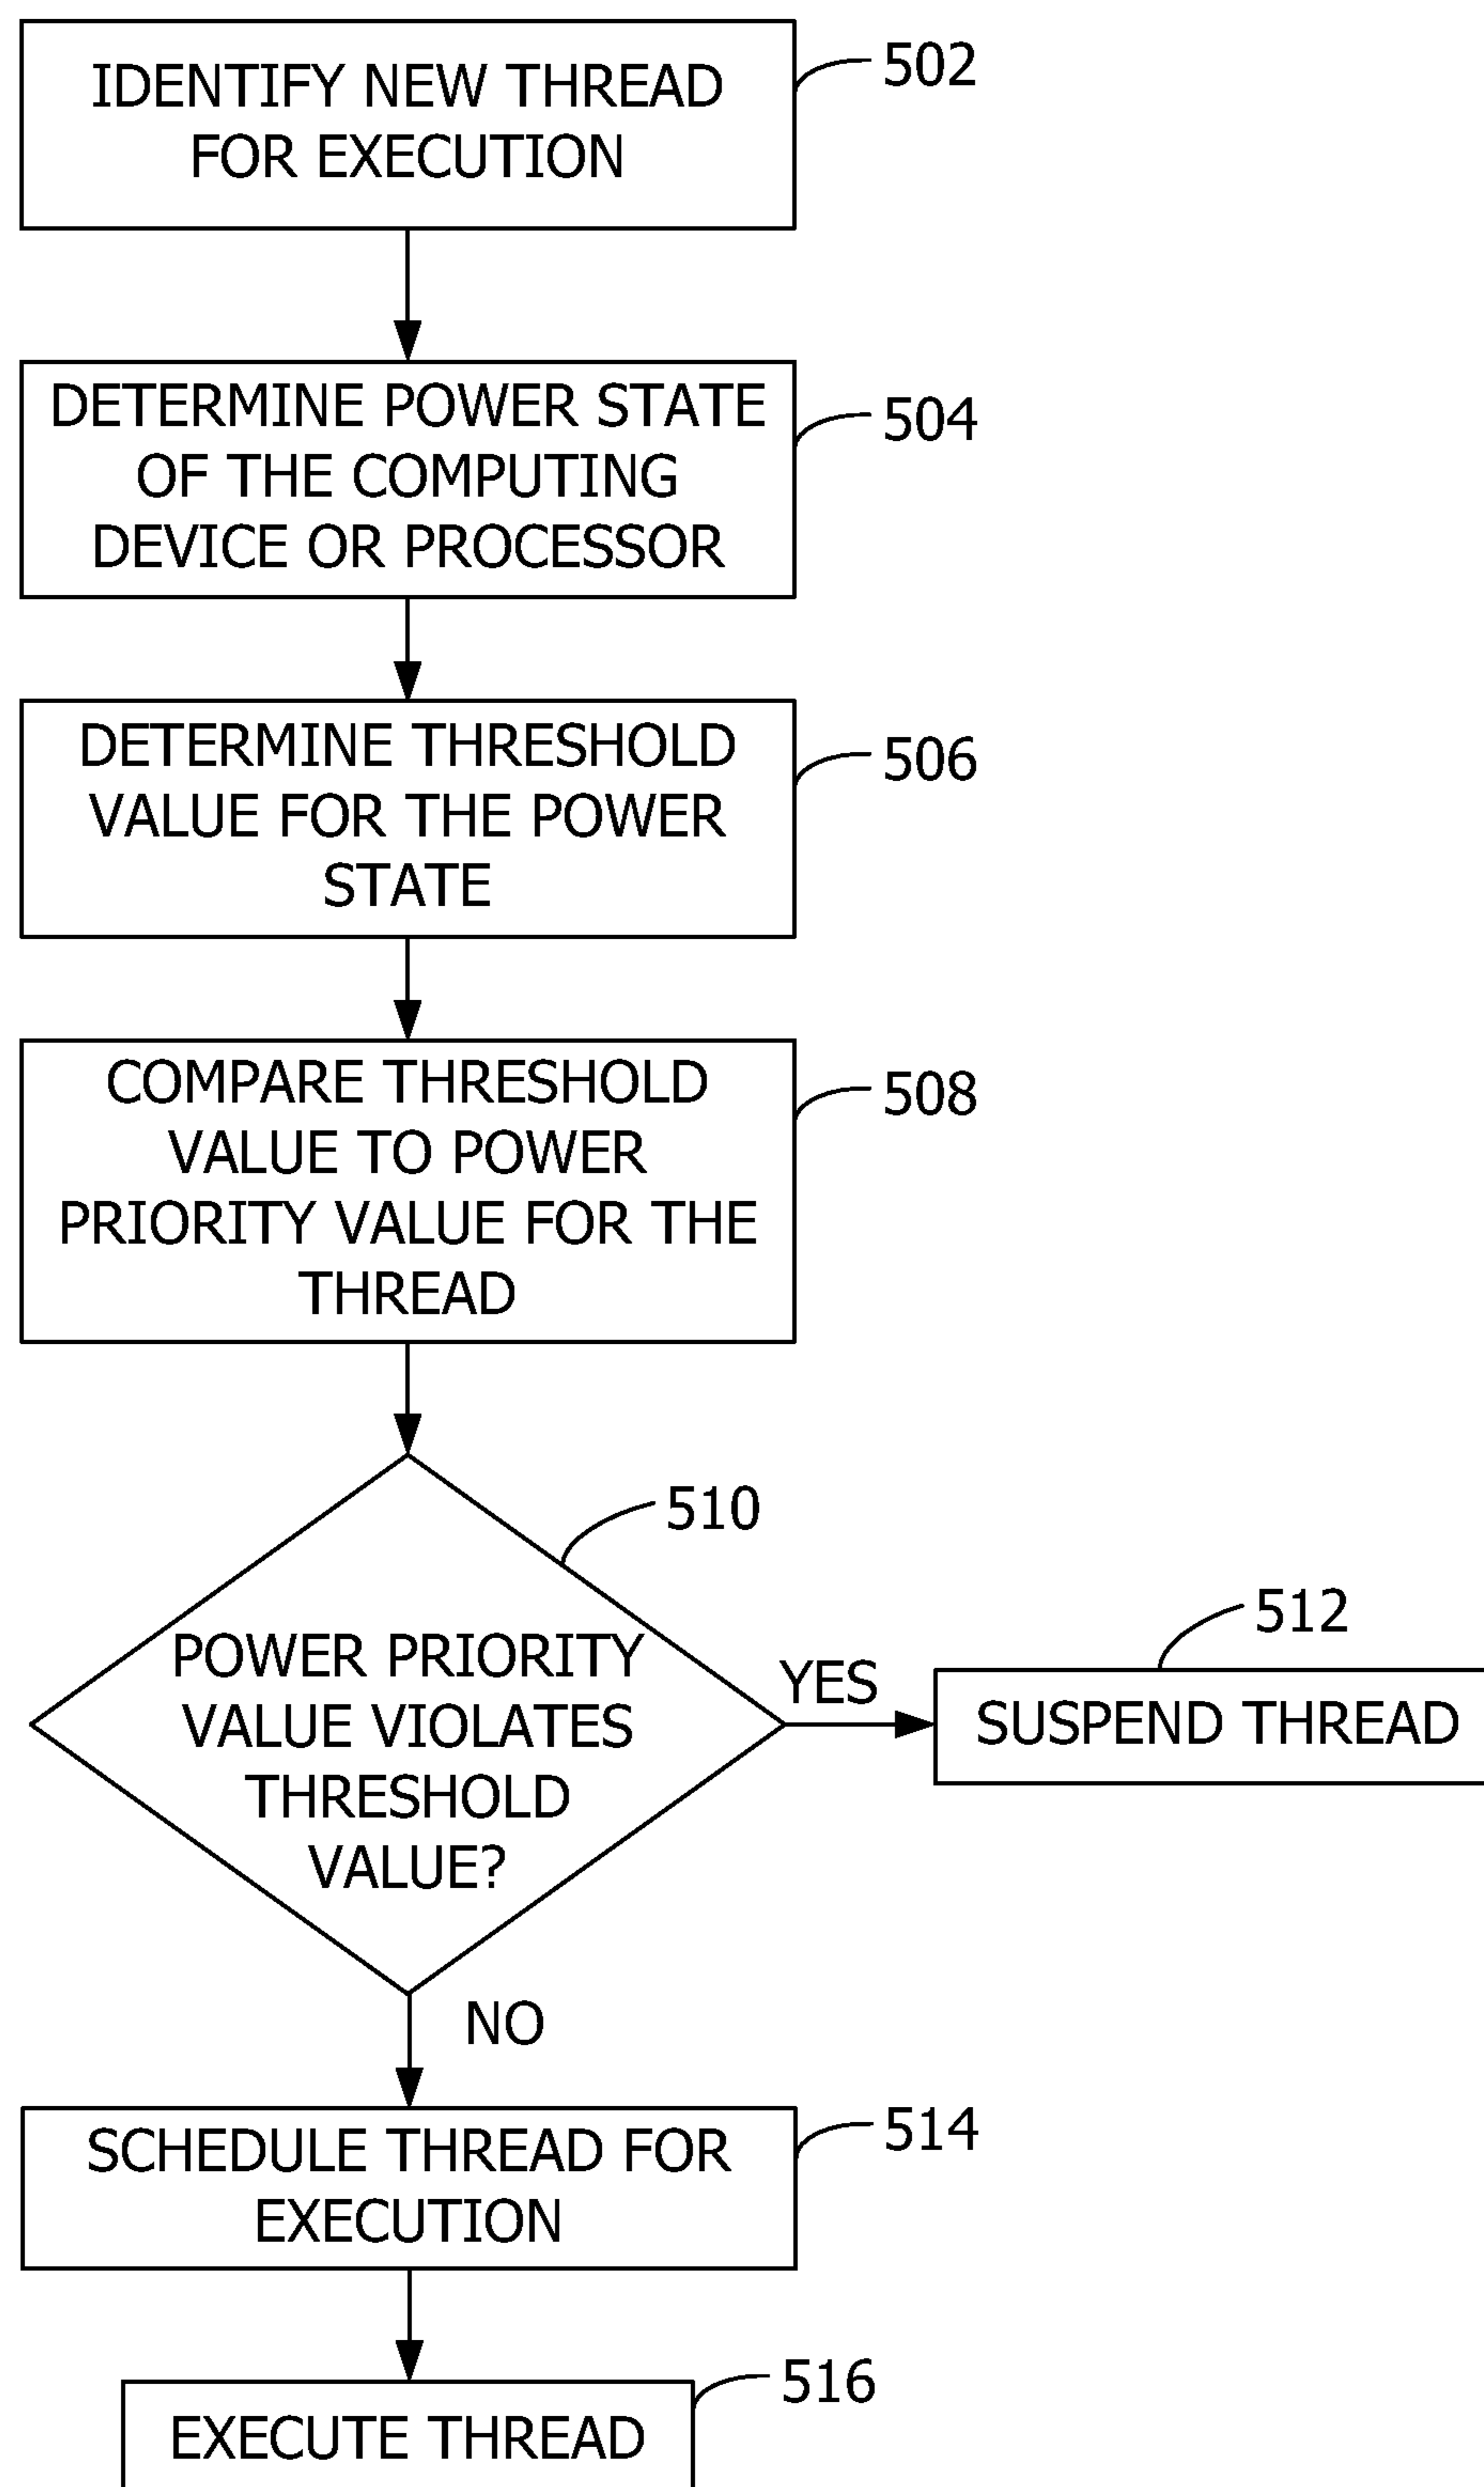 IDENTIFY NEW THREAD
FOR EXECUTION
502
DETERMINE POWER STATE
OF THE COMPUTING
DEVICE OR PROCESSOR
504
DETERMINE THRESHOLD
VALUE FOR THE POWER
STATE
506
COMPARE THRESHOLD
VALUE TO POWER
PRIORITY VALUE FOR THE
THREAD
508
510
POWER PRIORITY
VALUE VIOLATES
THRESHOLD
VALUE?
YES
512
SUSPEND THREAD
NO
SCHEDULE THREAD FOR
EXECUTION
514
516
EXECUTE THREAD